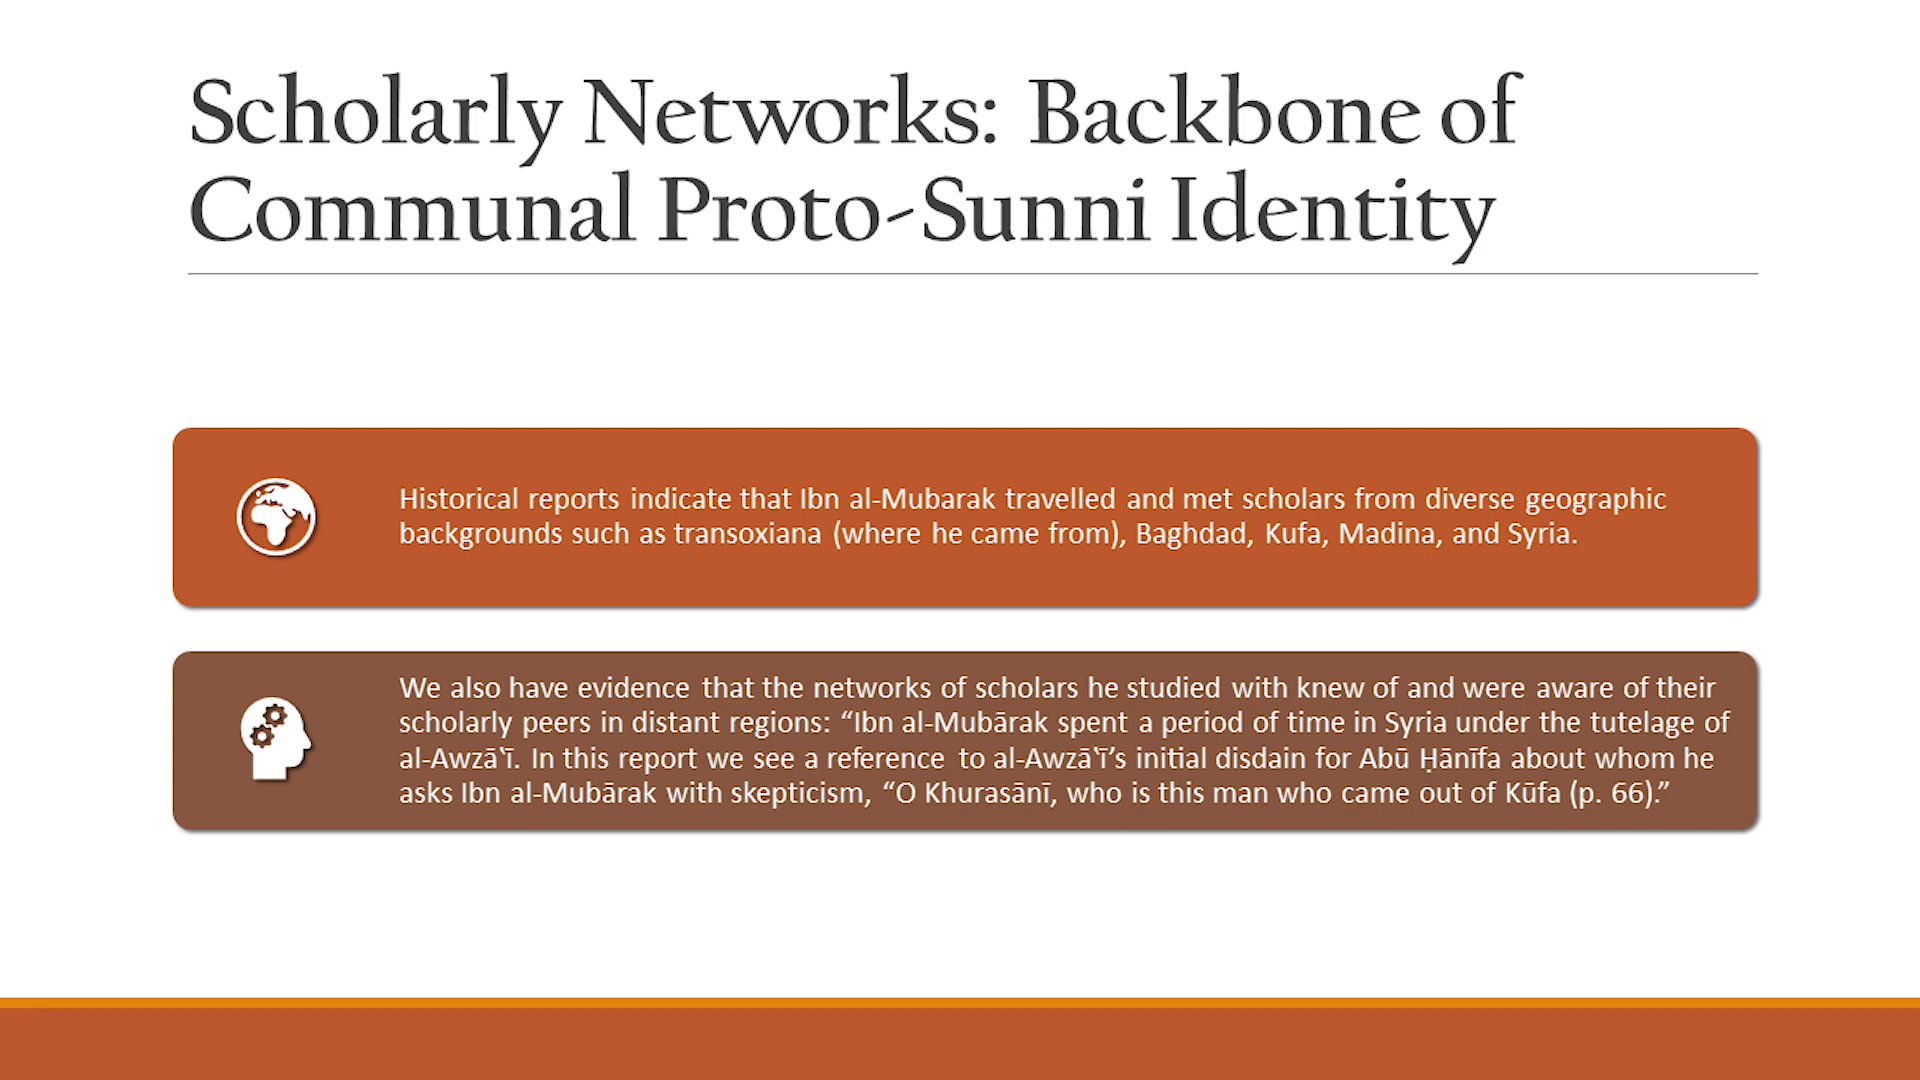 Scholarly Networks: Backbone of
Communal Proto-Sunni Identity
Historical reports indicate that Ibn al-Mubarak travelled and met scholars from diverse geographic
backgrounds such as transoxiana (where he came from), Baghdad, Kufa, Madina, and Syria.
We also have evidence that the networks of scholars he studied with knew of and were aware of their
scholarly peers in distant regions: “Ibn al-Mubārak spent a period of time in Syria under the tutelage of
al-Awzāʽī. In this report we see a reference to al-Awzāʽī’s initial disdain for Abū Ḥānīfa about whom he
asks Ibn al-Mubārak with skepticism, “O Khurasānī, who is this man who came out of Kūfa (p. 66).”